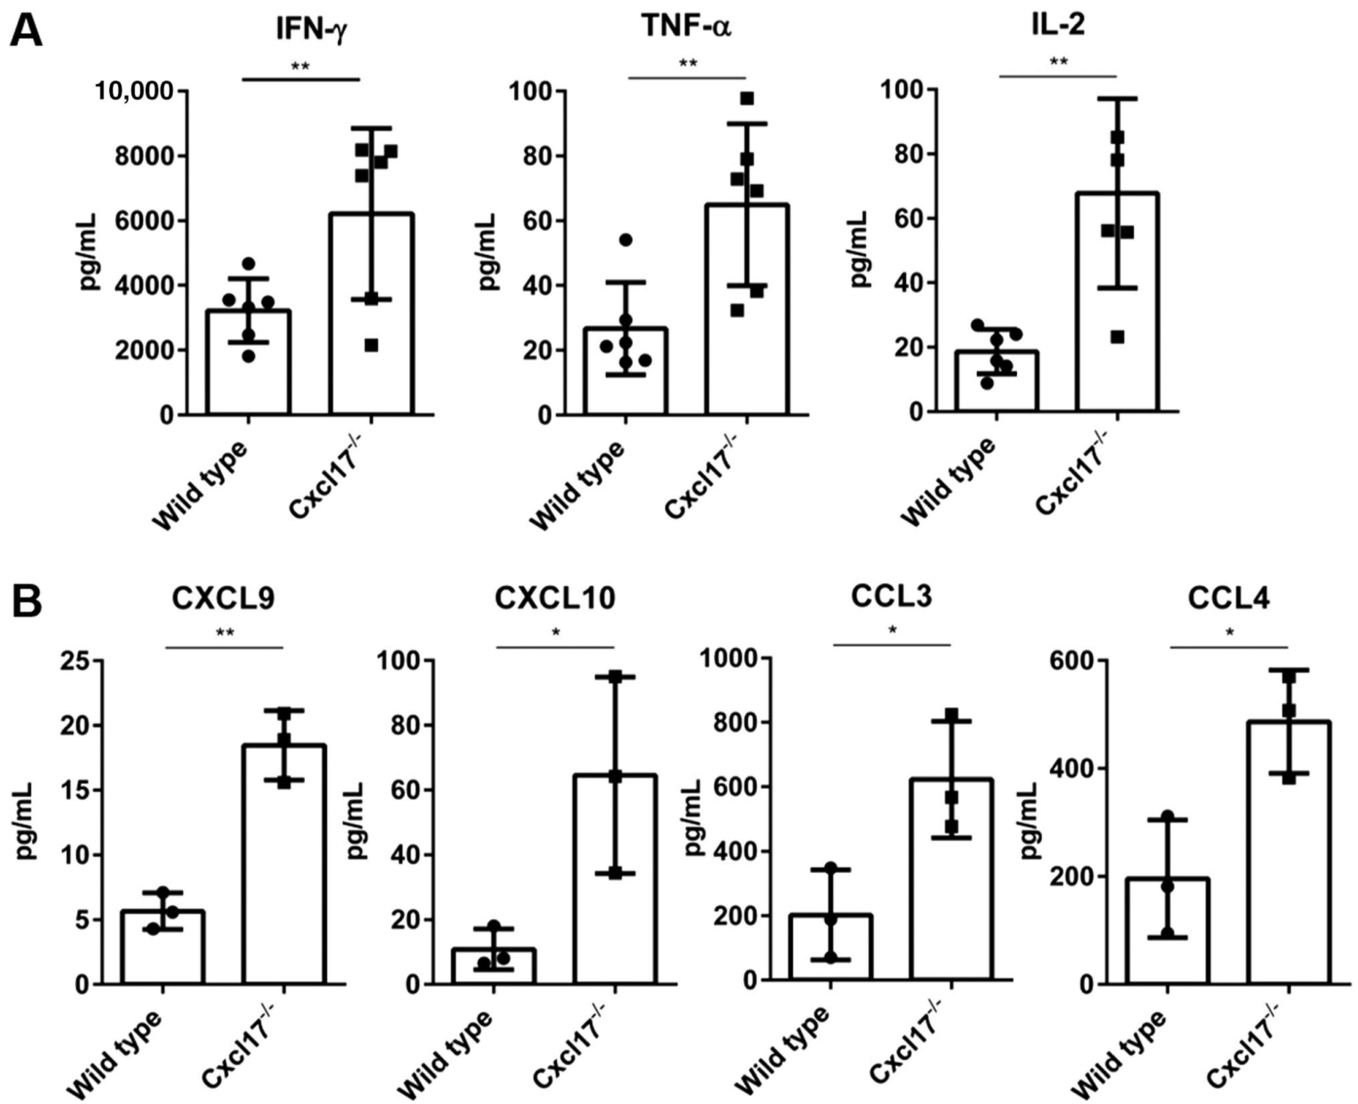 A
IFN-γ
TNF-α
IL-2
**
**
**
pg/mL
10,000
8000
6000
4000
2000
0
Wild type
Cxcl17-/-
pg/mL
100
80
60
40
20
0
Wild type
Cxcl17-/-
pg/mL
100
80
60
40
20
0
Wild type
Cxcl17-/-
B
CXCL9
CXCL10
CCL3
CCL4
**
*
*
*
pg/mL
25
20
15
10
5
0
Wild type
Cxcl17-/-
pg/mL
100
80
60
40
20
0
Wild type
Cxcl17-/-
pg/mL
1000
800
600
400
200
0
Wild type
Cxcl17-/-
pg/mL
600
400
200
0
Wild type
Cxcl17-/-